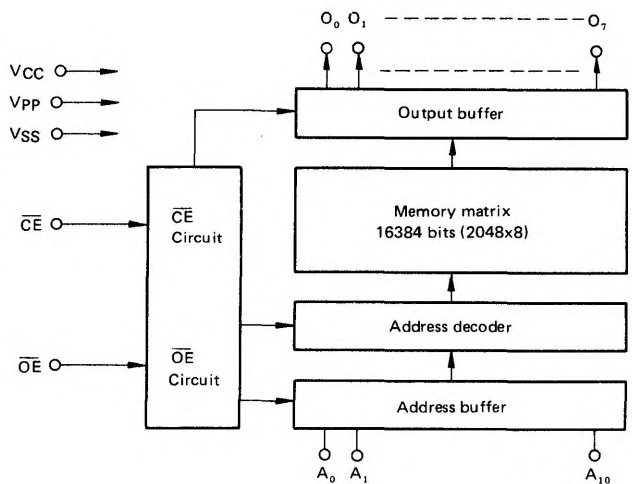 O₀ O₁ O₇
VCC
VPP
VSS
Output buffer
CE
CE
Circuit
Memory matrix
16384 bits (2048x8)
Address decoder
OE
OE
Circuit
Address buffer
A₀ A₁ A₁₀